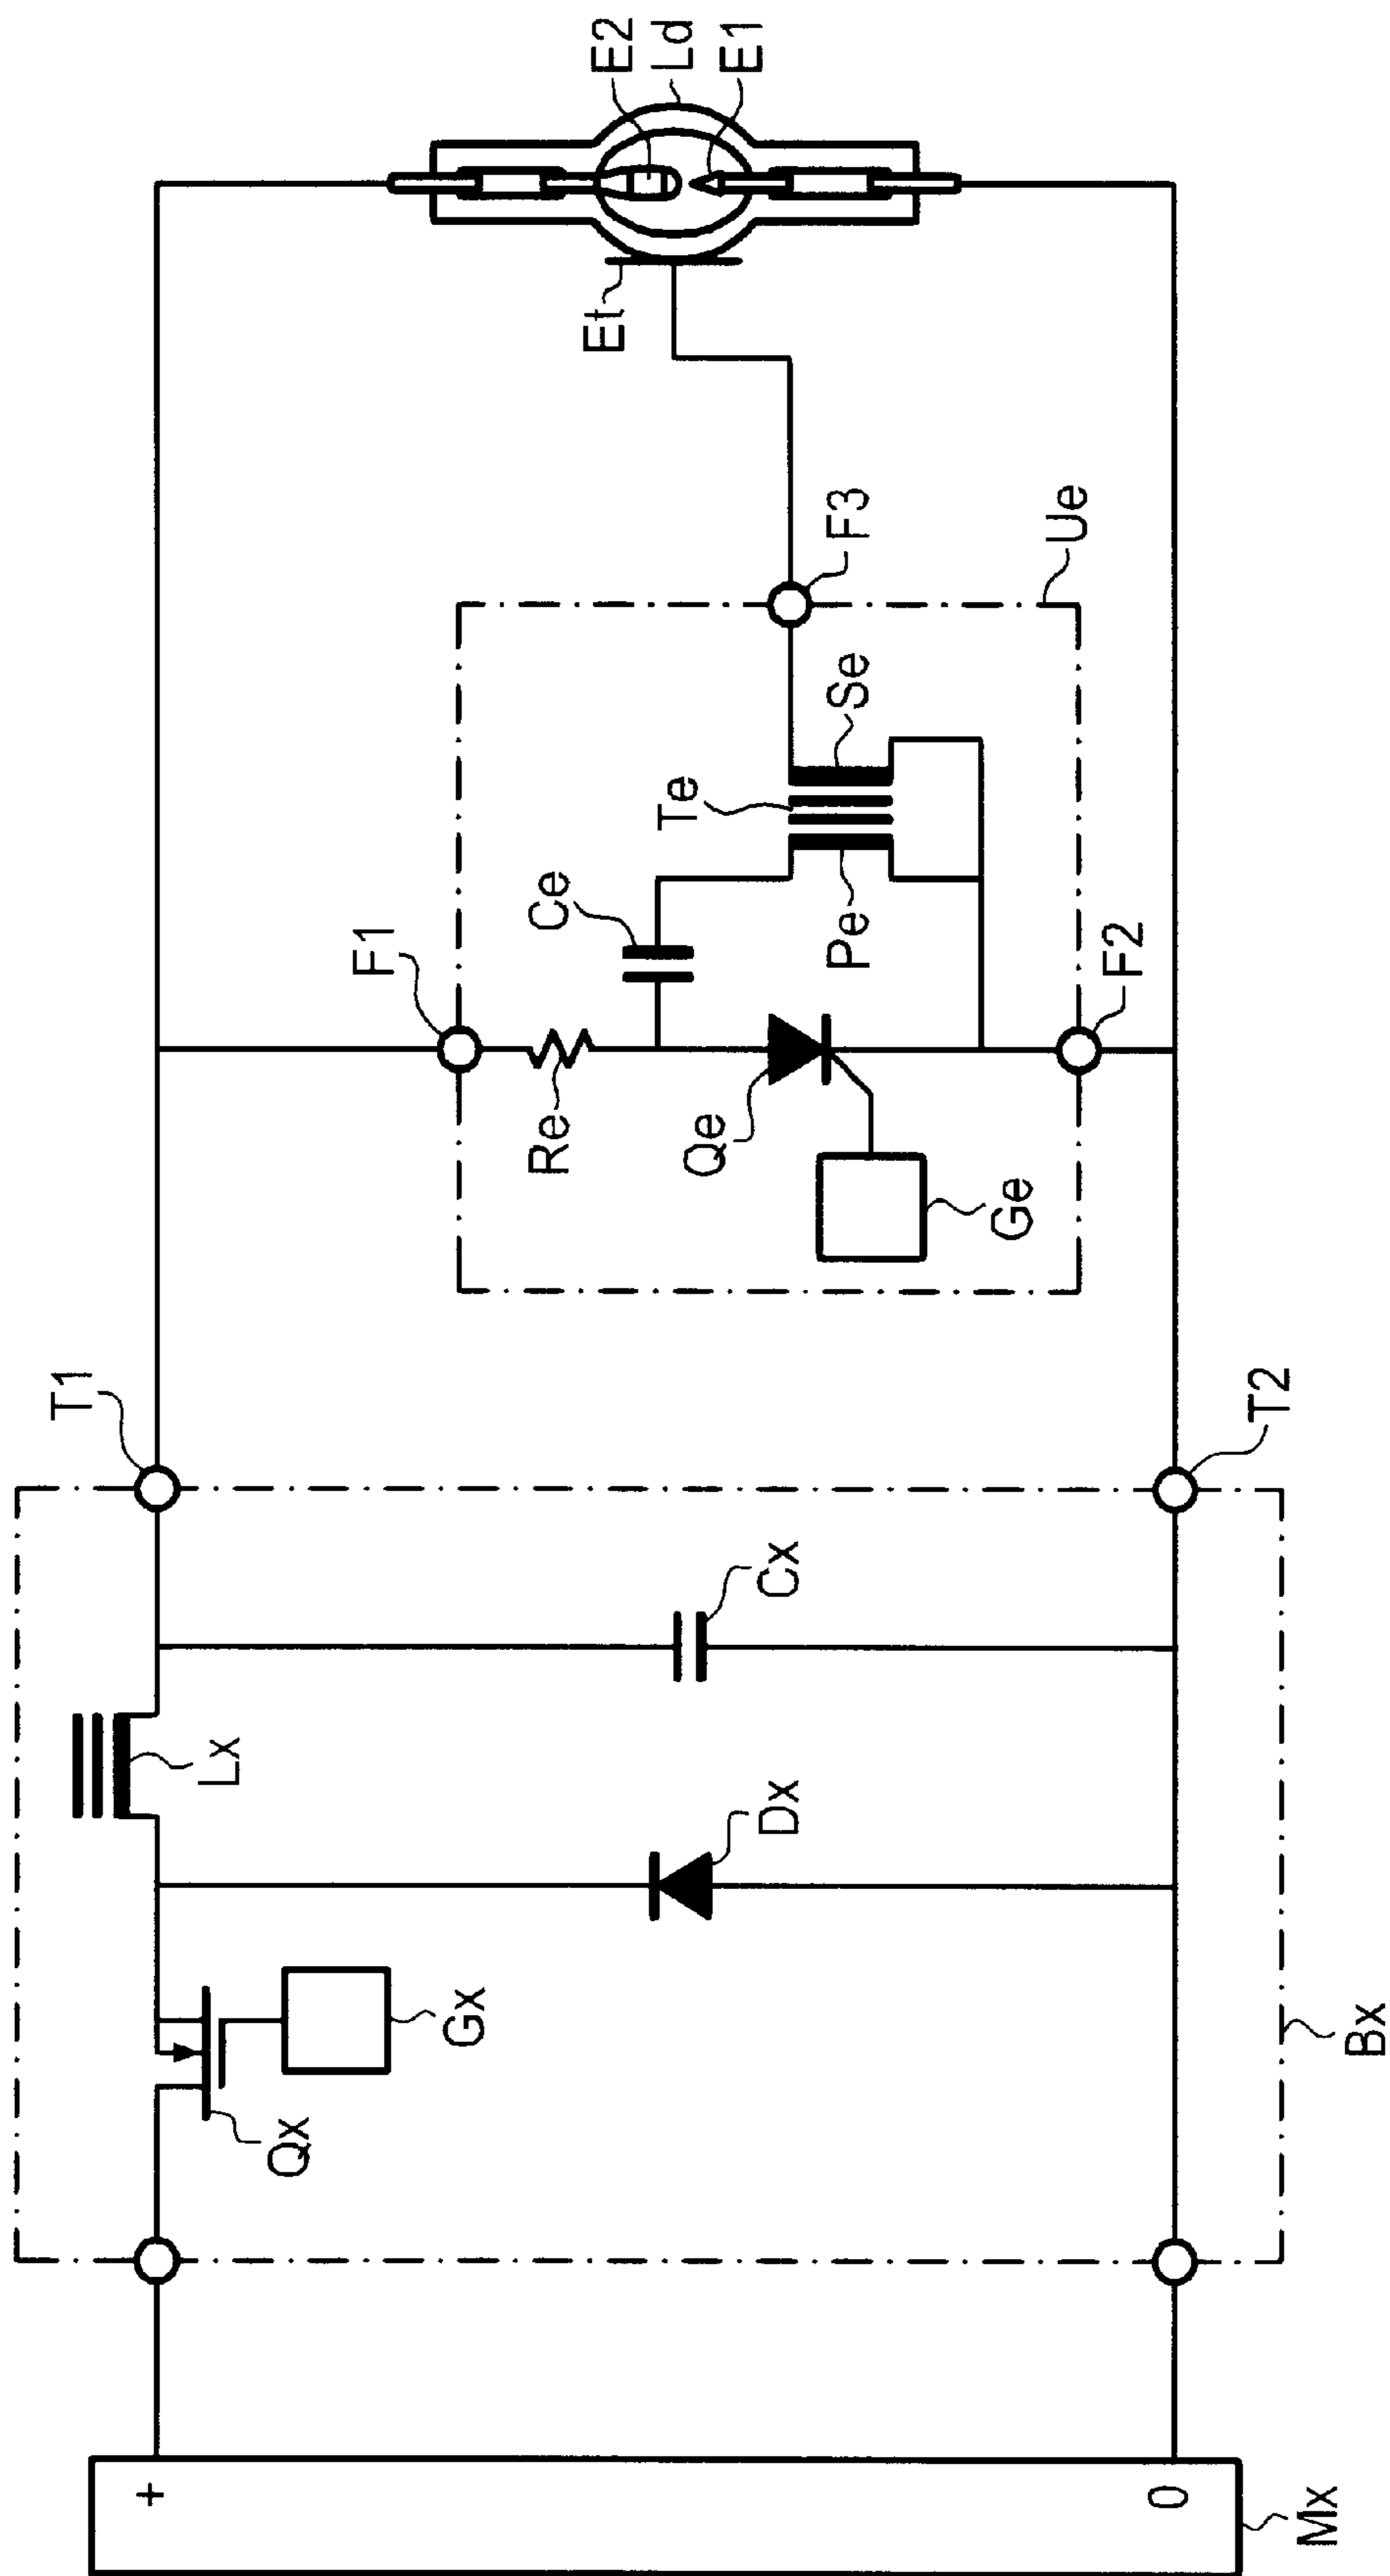 E2
Ld
E1
Et
F3
Ue
Se
Te
Ce
Pe
F1
F2
Re
Qe
Ge
T1
T2
Cx
Lx
Dx
Gx
Qx
Bx
+
0
Mx